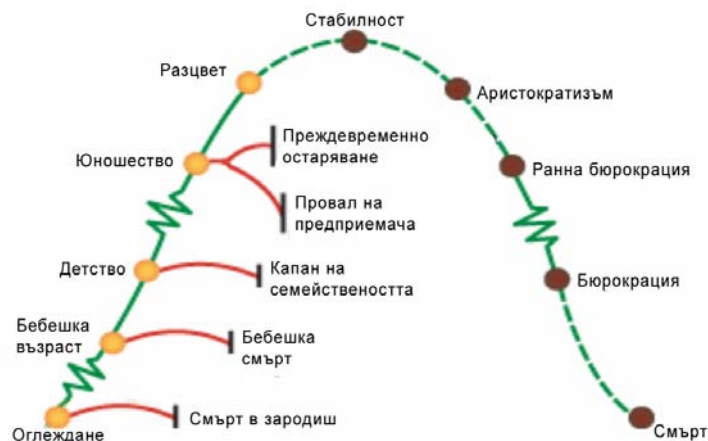 Стабилност
Разцвет
Аристократизъм
Преждевременно
остаряване
Юношество
Ранна бюрокрация
Провал на
предприемача
Детство
Капан на
семействеността
Бюрокрация
Бебешка
възраст
Бебешка
смърт
Смърт в зародиш
Оглеждане
Смърт